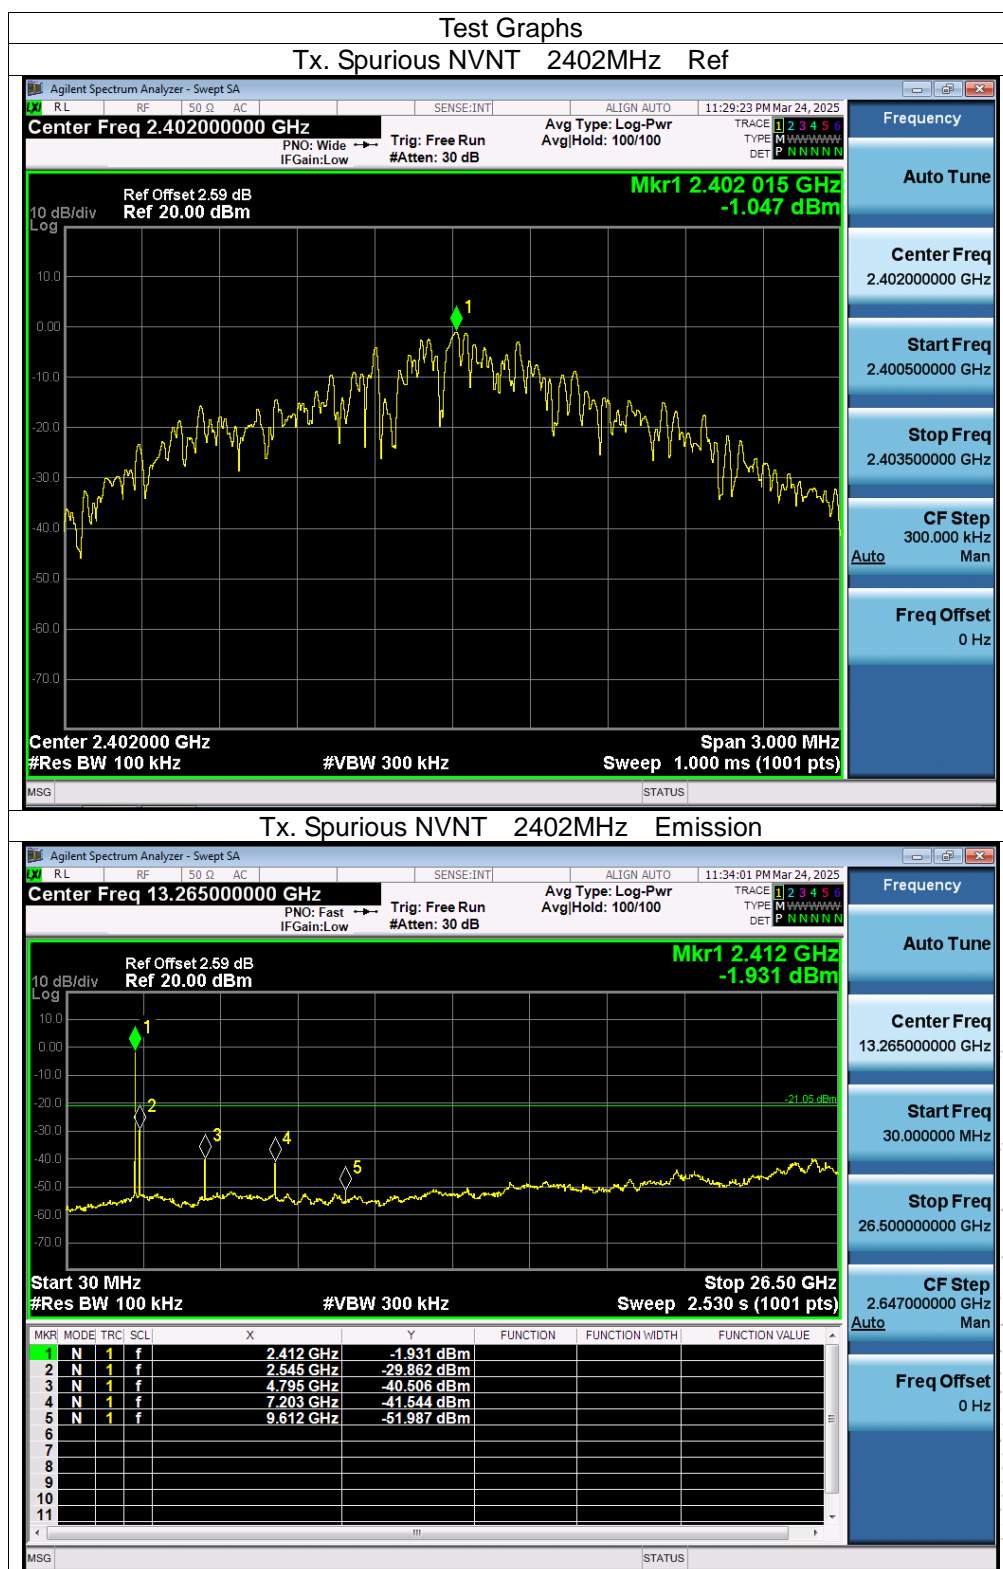 Test Graphs
Tx. Spurious NVNT 2402MHz Ref
Agilent Spectrum Analyzer - Swept SA
LXI RL RF 50 Ω AC SENSE:INT ALIGN AUTO 11:29:23 PM Mar 24, 2025
Center Freq 2.402000000 GHz
PNO: Wide
IFGain:Low
Trig: Free Run
#Atten: 30 dB
Avg Type: Log-Pwr
Avg|Hold: 100/100
TRACE 1 2 3 4 5 6
TYPE M W W W W W
DET P N N N N N
Frequency
Auto Tune
Center Freq
2.402000000 GHz
Start Freq
2.400500000 GHz
Stop Freq
2.403500000 GHz
CF Step
300.000 kHz
Auto Man
Freq Offset
0 Hz
Mkr1 2.402 015 GHz
-1.047 dBm
Ref Offset 2.59 dB
10 dB/div Ref 20.00 dBm
Log
10.0
0.00
-10.0
-20.0
-30.0
-40.0
-50.0
-60.0
-70.0
1
Center 2.402000 GHz Span 3.000 MHz
#Res BW 100 kHz #VBW 300 kHz Sweep 1.000 ms (1001 pts)
MSG STATUS
Tx. Spurious NVNT 2402MHz Emission
Agilent Spectrum Analyzer - Swept SA
LXI RL RF 50 Ω AC SENSE:INT ALIGN AUTO 11:34:01 PM Mar 24, 2025
Center Freq 13.265000000 GHz
PNO: Fast
IFGain:Low
Trig: Free Run
#Atten: 30 dB
Avg Type: Log-Pwr
Avg|Hold: 100/100
TRACE 1 2 3 4 5 6
TYPE M W W W W W
DET P N N N N N
Frequency
Auto Tune
Center Freq
13.265000000 GHz
Start Freq
30.000000 MHz
Stop Freq
26.500000000 GHz
CF Step
2.647000000 GHz
Auto Man
Freq Offset
0 Hz
Mkr1 2.412 GHz
-1.931 dBm
Ref Offset 2.59 dB
10 dB/div Ref 20.00 dBm
Log
10.0
0.00
-10.0
-20.0
-30.0
-40.0
-50.0
-60.0
-70.0
1
2
3
4
5
-21.05 dBm
Start 30 MHz Stop 26.50 GHz
#Res BW 100 kHz #VBW 300 kHz Sweep 2.530 s (1001 pts)
MKR MODE TRC SCL X Y FUNCTION FUNCTION WIDTH FUNCTION VALUE
1 N 1 f 2.412 GHz -1.931 dBm
2 N 1 f 2.545 GHz -29.862 dBm
3 N 1 f 4.795 GHz -40.506 dBm
4 N 1 f 7.203 GHz -41.544 dBm
5 N 1 f 9.612 GHz -51.987 dBm
6
7
8
9
10
11
MSG STATUS